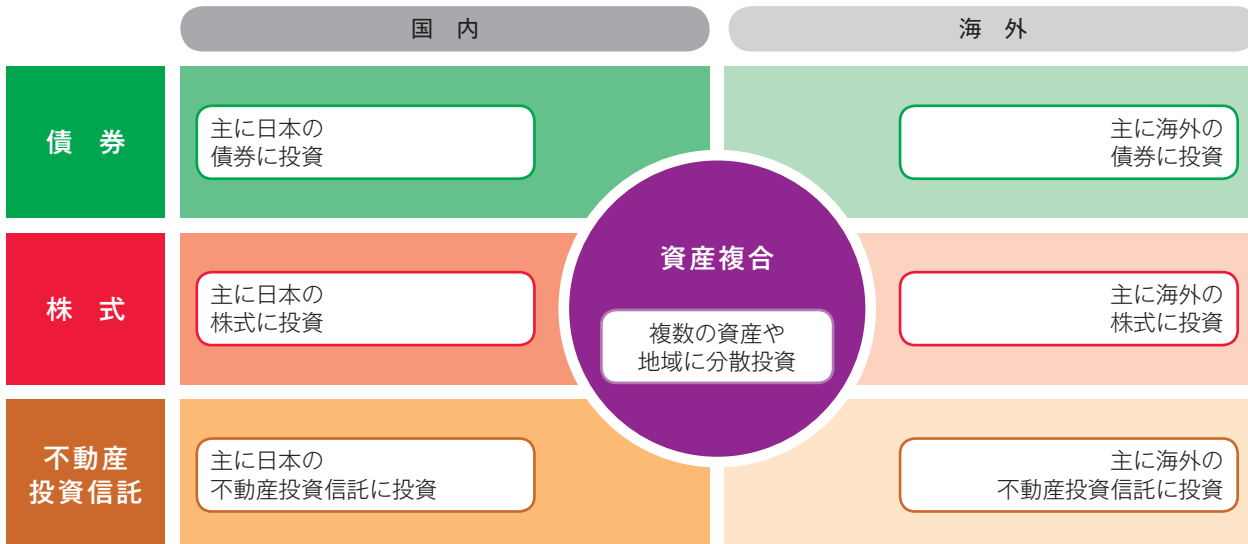 国 内
海 外
債 券
主に日本の
債券に投資
主に海外の
債券に投資
資産複合
複数の資産や
地域に分散投資
株 式
主に日本の
株式に投資
主に海外の
株式に投資
不動産
投資信託
主に日本の
不動産投資信託に投資
主に海外の
不動産投資信託に投資